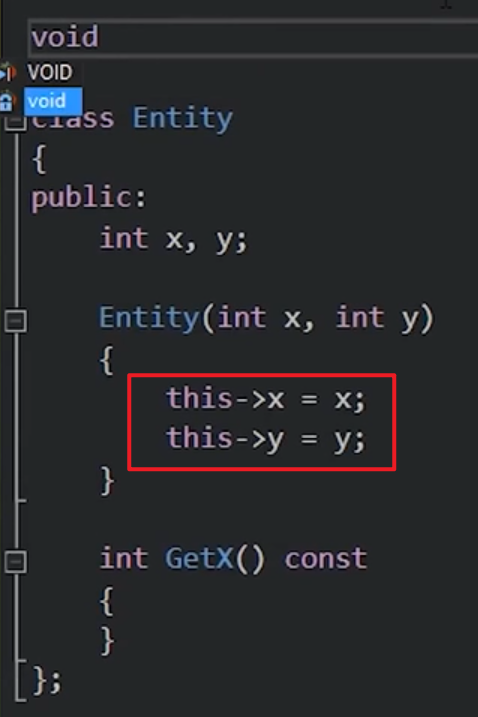 void
VOID
void
class Entity
{
public:
int x, y;
Entity(int x, int y)
{
this->x = x;
this->y = y;
}
int GetX() const
{
}
};